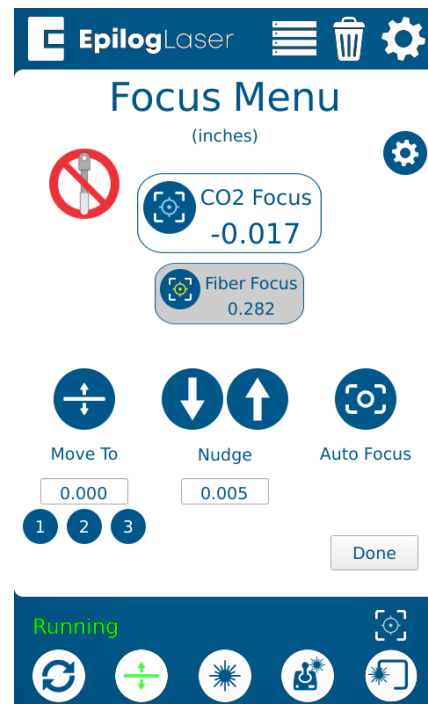 EpilogLaser
Focus Menu
(inches)
CO2 Focus
-0.017
Fiber Focus
0.282
Move To
Nudge
Auto Focus
0.000
0.005
1 2 3
Done
Running